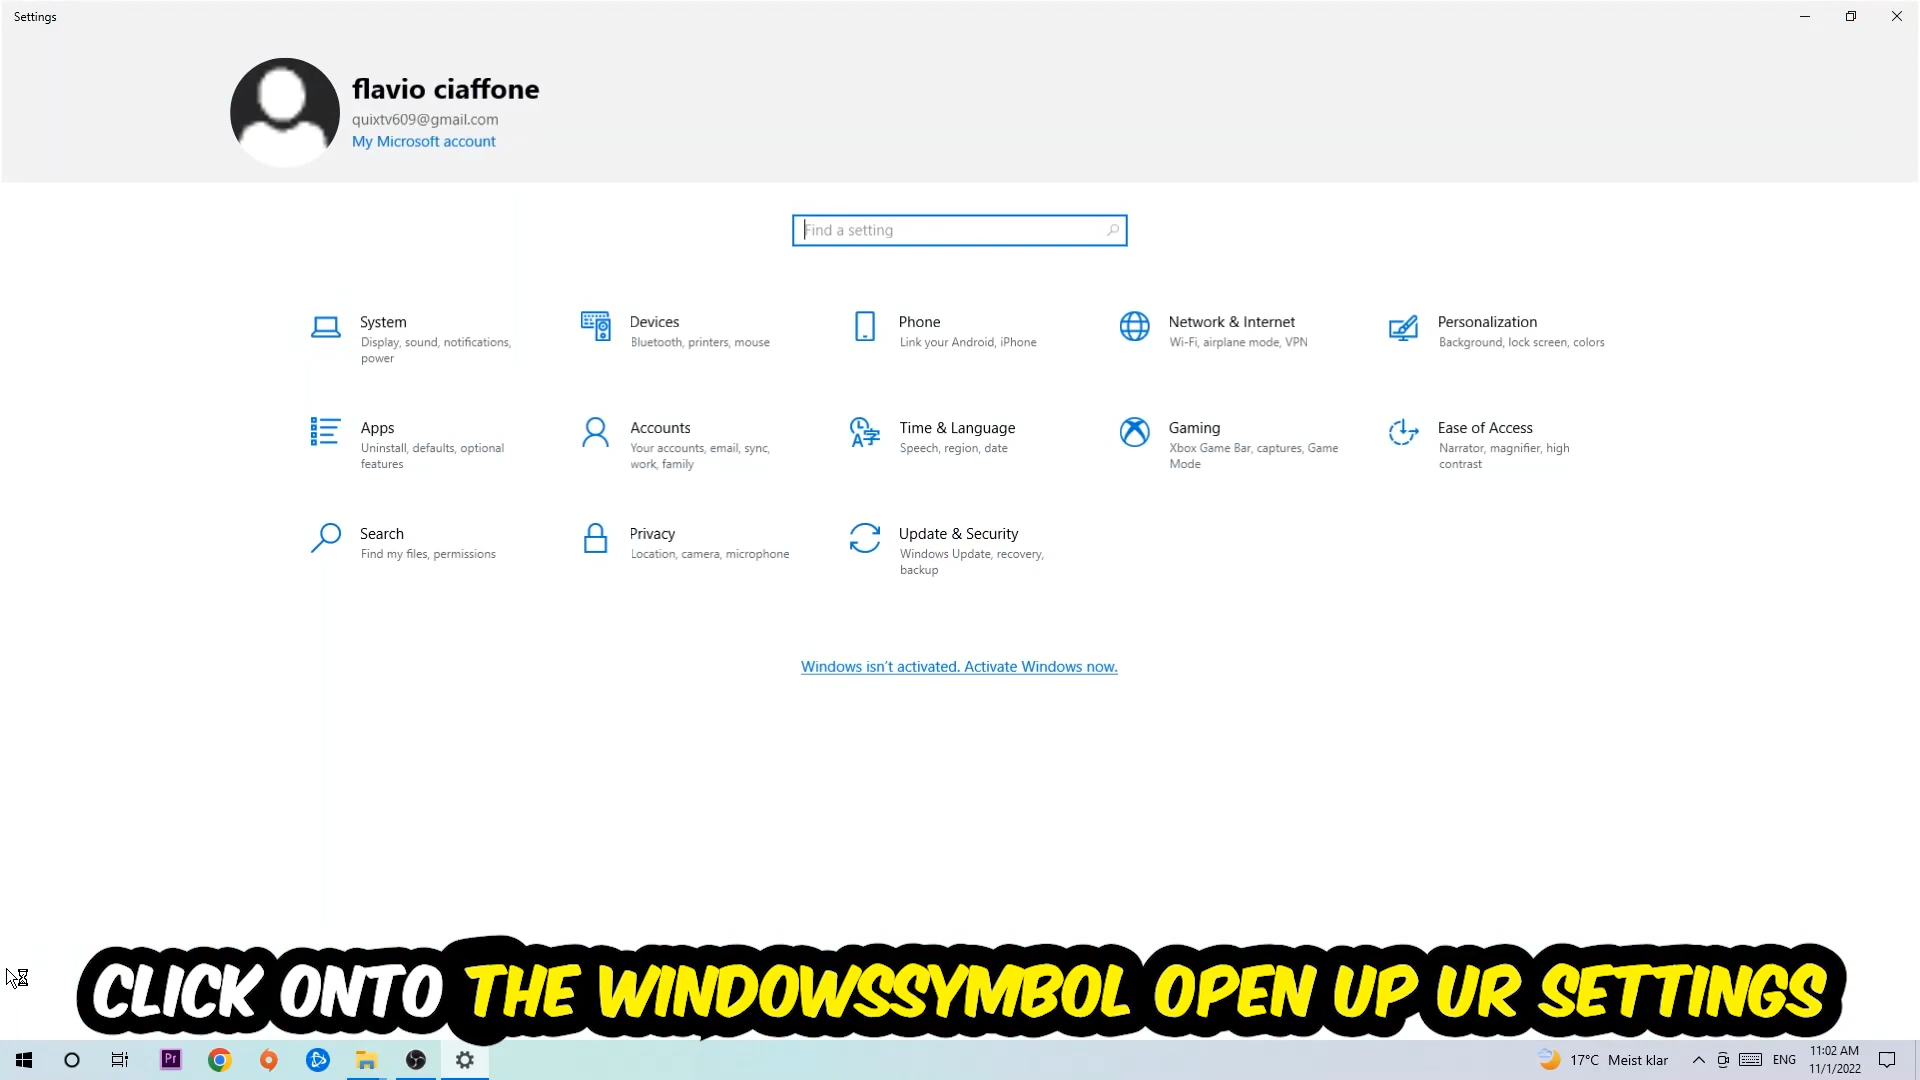 Settings
flavio ciaffone
quixtv609@gmail.com
My Microsoft account
Find a setting
System
Display, sound, notifications,
power
Devices
Bluetooth, printers, mouse
Phone
Link your Android, iPhone
Network & Internet
Wi-Fi, airplane mode, VPN
Personalization
Background, lock screen, colors
Apps
Uninstall, defaults, optional
features
Accounts
Your accounts, email, sync,
work, family
Time & Language
Speech, region, date
Gaming
Xbox Game Bar, captures, Game
Mode
Ease of Access
Narrator, magnifier, high
contrast
Search
Find my files, permissions
Privacy
Location, camera, microphone
Update & Security
Windows Update, recovery,
backup
Windows isn't activated. Activate Windows now.
CLICK ONTO THE WINDOWSSYMBOL OPEN UP UR SETTINGS
Pr
17°C Meist klar
ENG
11:02 AM
11/1/2022